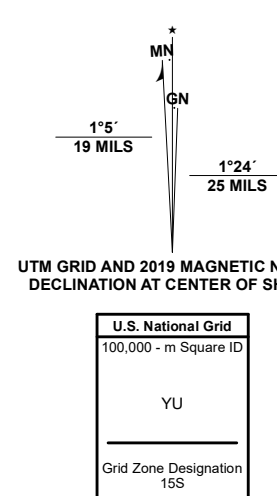 ★
MN
GN
1°5´
19 MILS
1°24´
25 MILS
UTM GRID AND 2019 MAGNETIC
DECLINATION AT CENTER OF
U.S. National Grid
100,000 - m Square ID
YU
Grid Zone Designation
15S